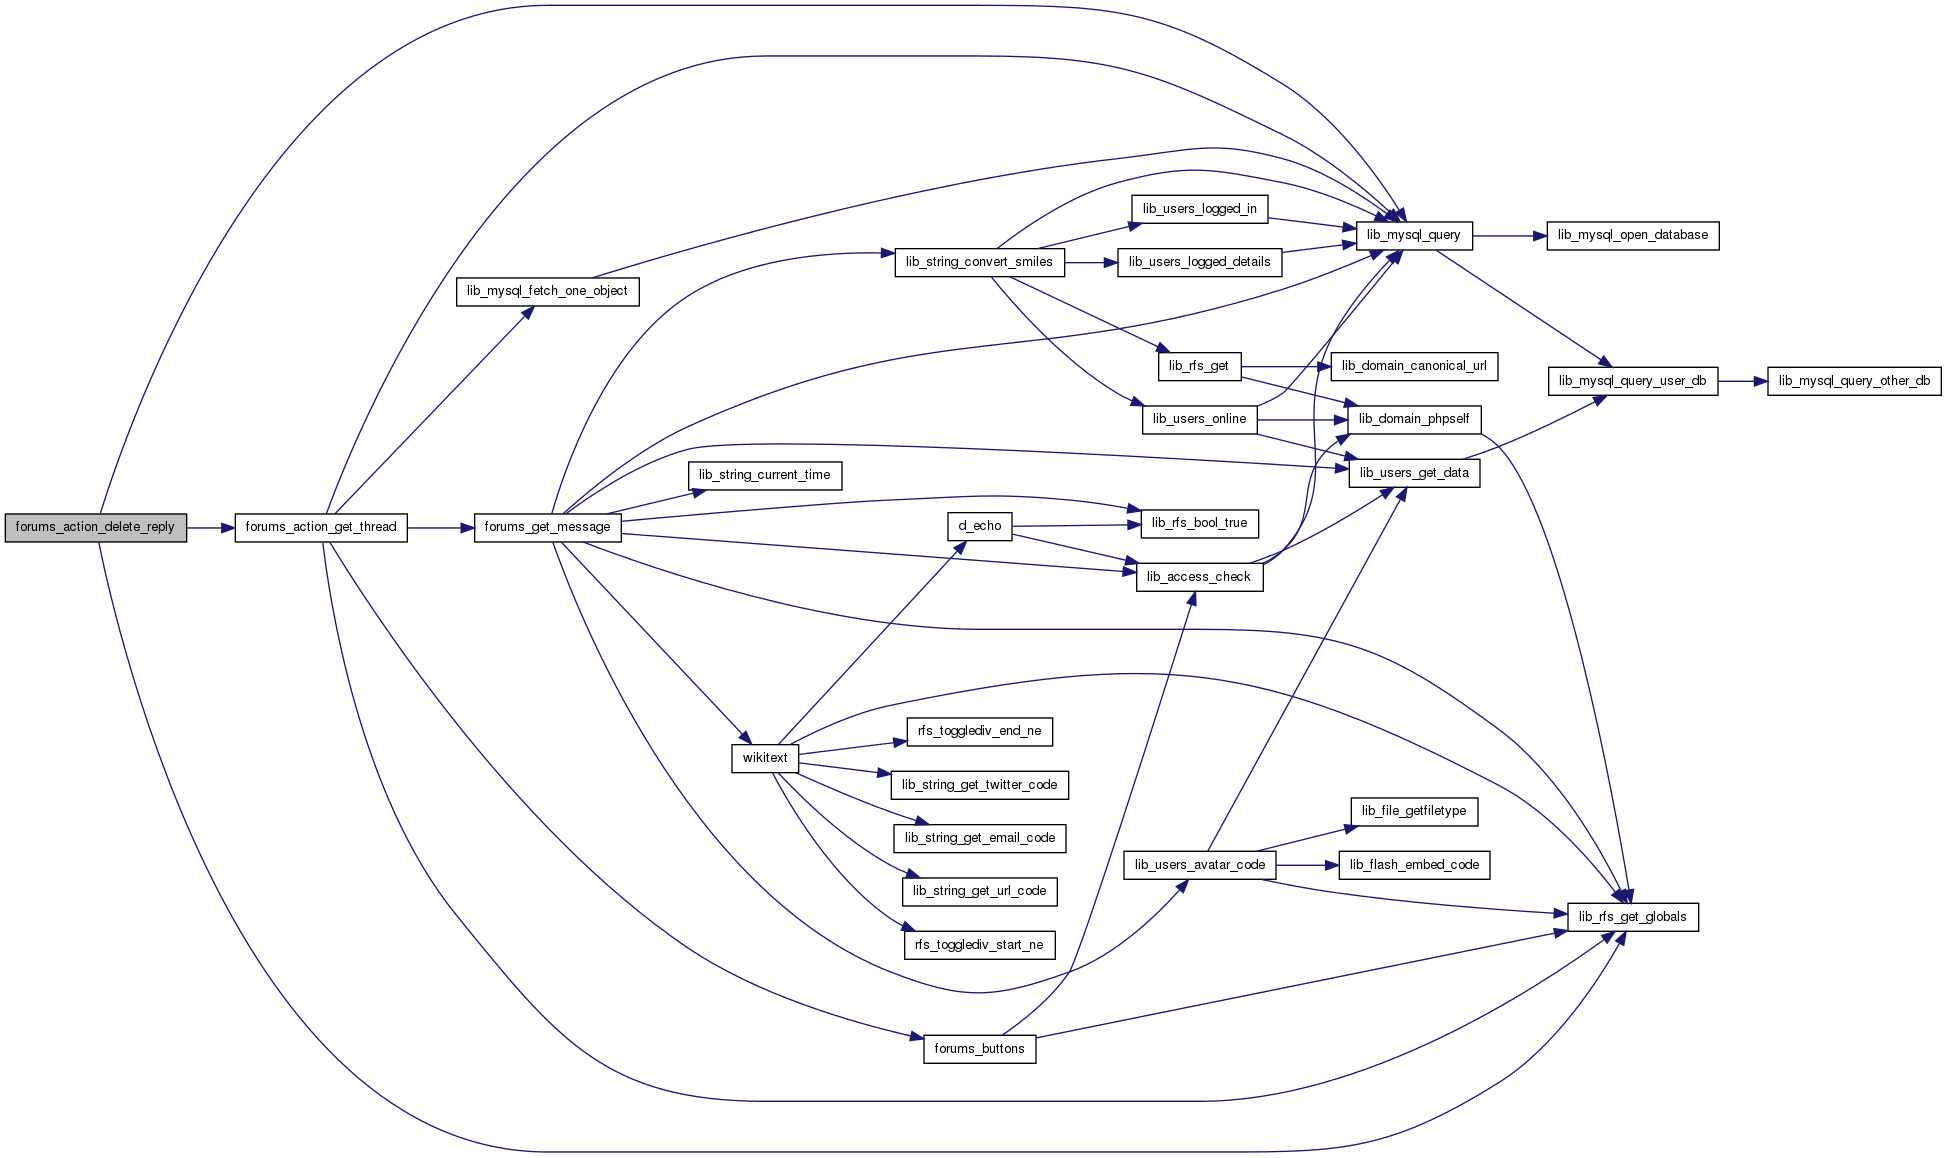 lib_users_logged_in
lib_mysql_query
lib_mysql_open_database
lib_string_convert_smiles
lib_users_logged_details
lib_mysql_fetch_one_object
lib_rfs_get
lib_domain_canonical_url
lib_mysql_query_user_db
lib_mysql_query_other_db
lib_users_online
lib_domain_phpself
lib_string_current_time
lib_users_get_data
forums_action_delete_reply
forums_action_get_thread
forums_get_message
d_echo
lib_rfs_bool_true
lib_access_check
rfs_togglediv_end_ne
wikitext
lib_string_get_twitter_code
lib_file_getfiletype
lib_string_get_email_code
lib_users_avatar_code
lib_flash_embed_code
lib_string_get_url_code
lib_rfs_get_globals
rfs_togglediv_start_ne
forums_buttons